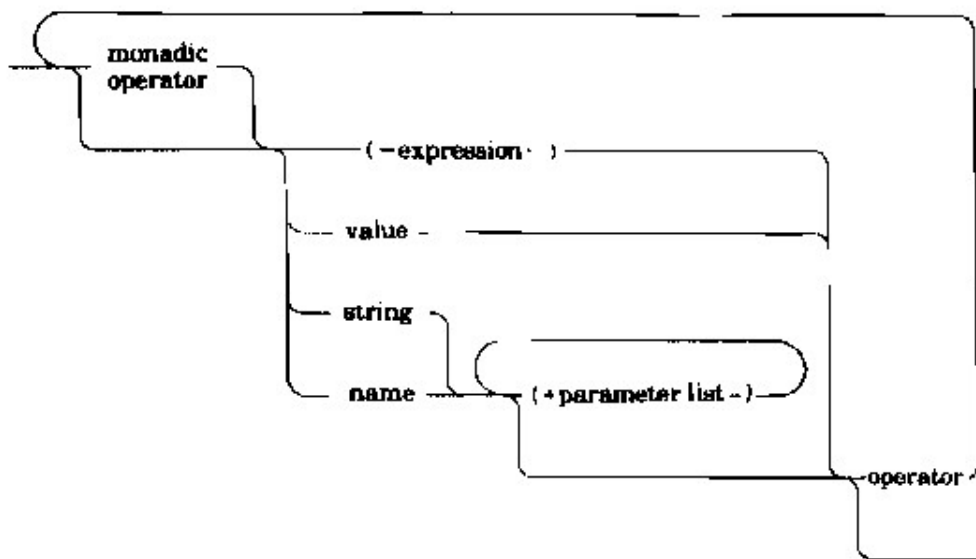 monadic
operator
(expression)
value
string
name (parameter list)
operator